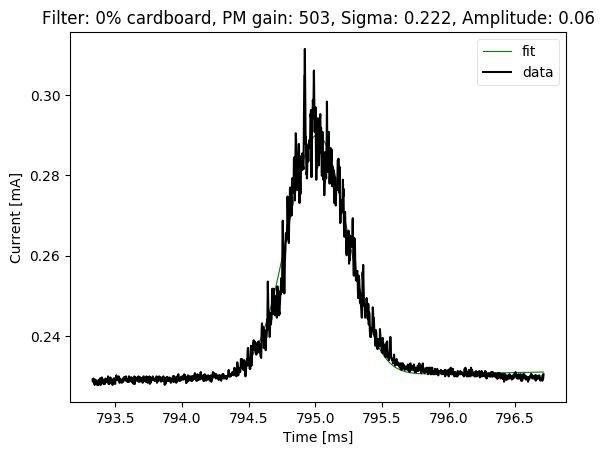 Filter: 0% cardboard, PM gain: 503, Sigma: 0.222, Amplitude: 0.06
fit
data
0.30
0.28
0.26
0.24
Current [mA]
793.5 794.0 794.5 795.0 795.5 796.0 796.5
Time [ms]